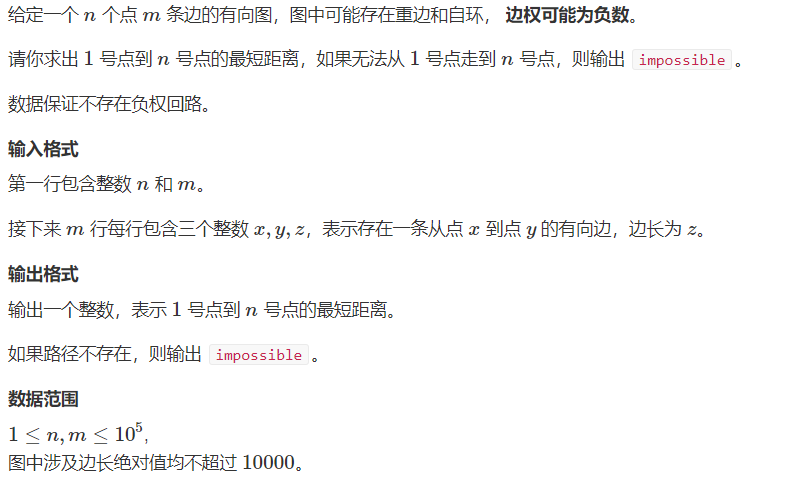 给定一个 n 个点 m 条边的有向图，图中可能存在重边和自环， 边权可能为负数。
请你求出 1 号点到 n 号点的最短距离，如果无法从 1 号点走到 n 号点，则输出 impossible 。
数据保证不存在负权回路。
输入格式
第一行包含整数 n 和 m。
接下来 m 行每行包含三个整数 x, y, z，表示存在一条从点 x 到点 y 的有向边，边长为 z。
输出格式
输出一个整数，表示 1 号点到 n 号点的最短距离。
如果路径不存在，则输出 impossible 。
数据范围
1 ≤ n, m ≤ 10⁵,
图中涉及边长绝对值均不超过 10000。